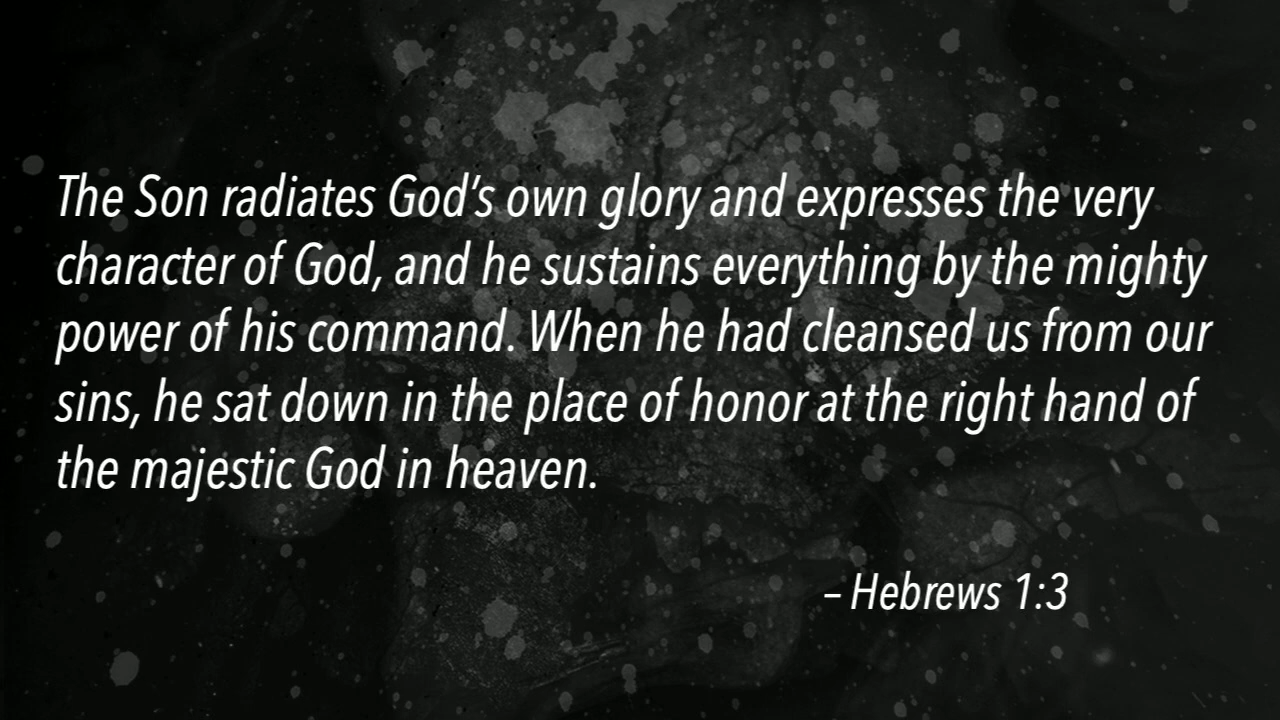 The Son radiates God’s own glory and expresses the very
character of God, and he sustains everything by the mighty
power of his command. When he had cleansed us from our
sins, he sat down in the place of honor at the right hand of
the majestic God in heaven.
– Hebrews 1:3